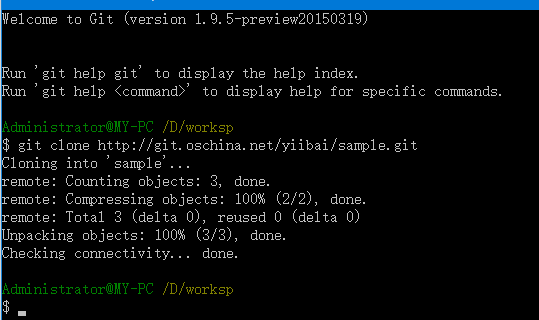 Welcome to Git (version 1.9.5-preview20150319)
Run 'git help git' to display the help index.
Run 'git help <command>' to display help for specific commands.
Administrator@MY-PC /D/worksp
$ git clone http://git.oschina.net/yiibai/sample.git
Cloning into 'sample'...
remote: Counting objects: 3, done.
remote: Compressing objects: 100% (2/2), done.
remote: Total 3 (delta 0), reused 0 (delta 0)
Unpacking objects: 100% (3/3), done.
Checking connectivity... done.
Administrator@MY-PC /D/worksp
$